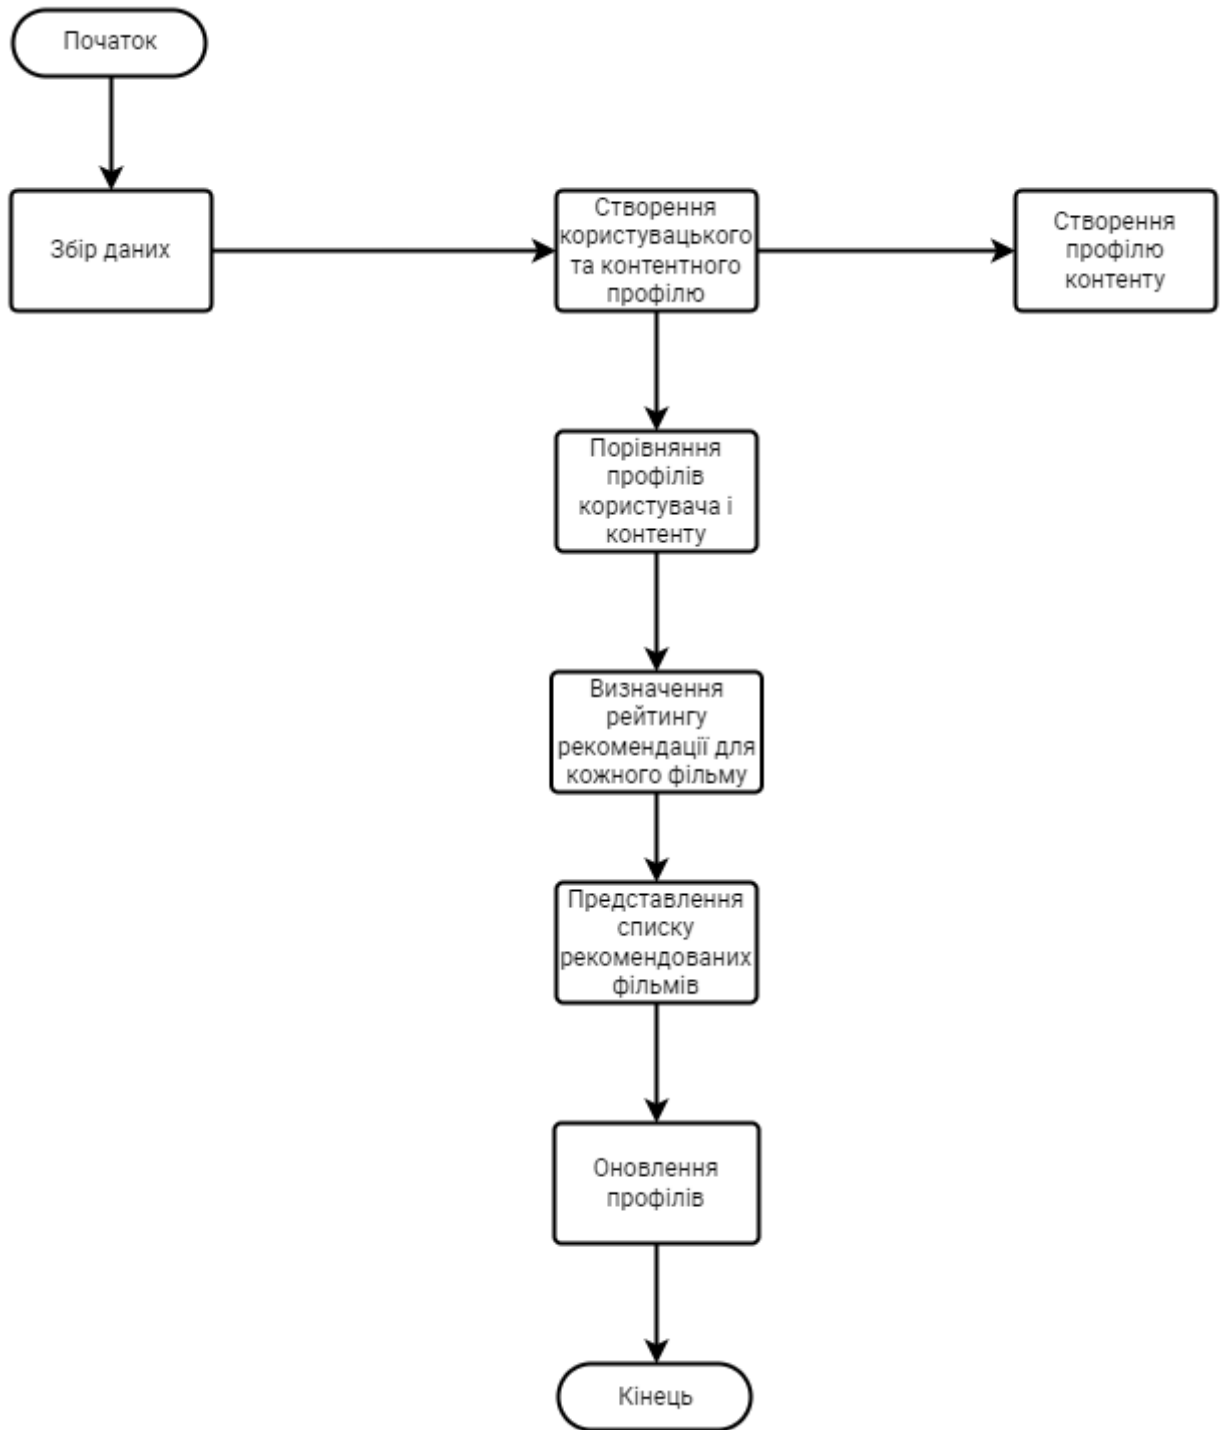 Початок
Збір даних
Створення
користувацького
та контентного
профілю
Створення
профілю
контенту
Порівняння
профілів
користувача і
контенту
Визначення
рейтингу
рекомендації для
кожного фільму
Представлення
списку
рекомендованих
фільмів
Оновлення
профілів
Кінець